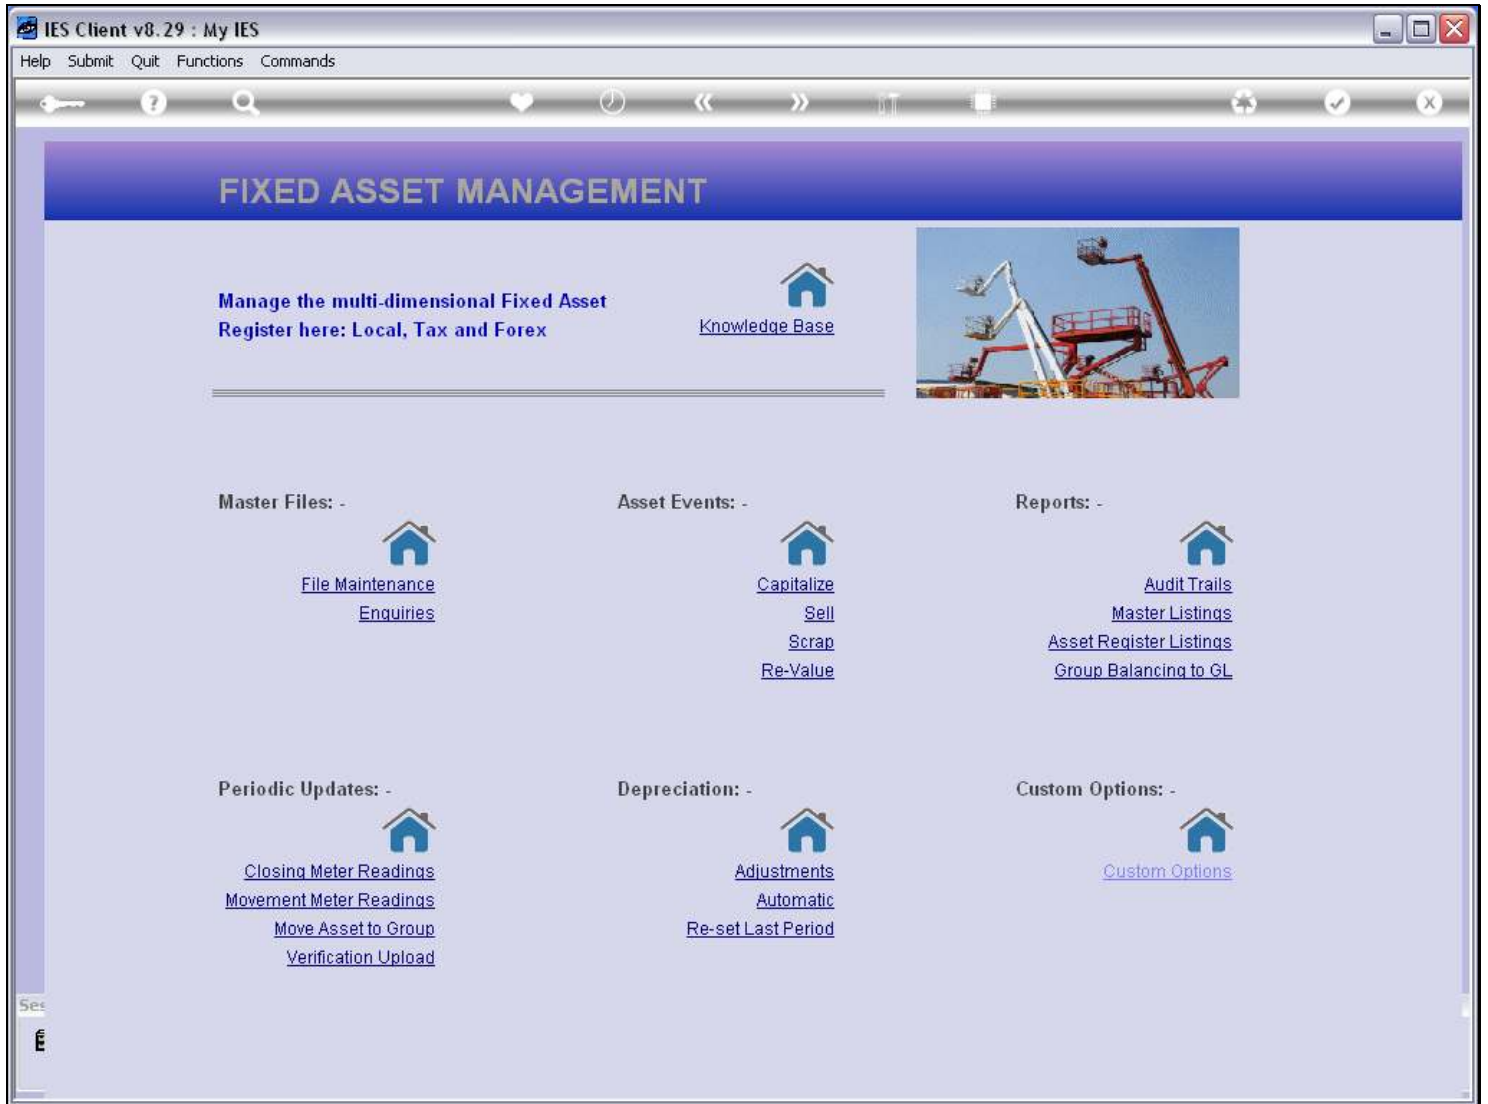 IES Client v8.29 : My IES
Help Submit Quit Functions Commands
FIXED ASSET MANAGEMENT
Manage the multi-dimensional Fixed Asset
Register here: Local, Tax and Forex
Knowledge Base
Master Files: -
File Maintenance
Enquiries
Asset Events: -
Capitalize
Sell
Scrap
Re-Value
Reports: -
Audit Trails
Master Listings
Asset Register Listings
Group Balancing to GL
Periodic Updates: -
Closing Meter Readings
Movement Meter Readings
Move Asset to Group
Verification Upload
Depreciation: -
Adjustments
Automatic
Re-set Last Period
Custom Options: -
Custom Options